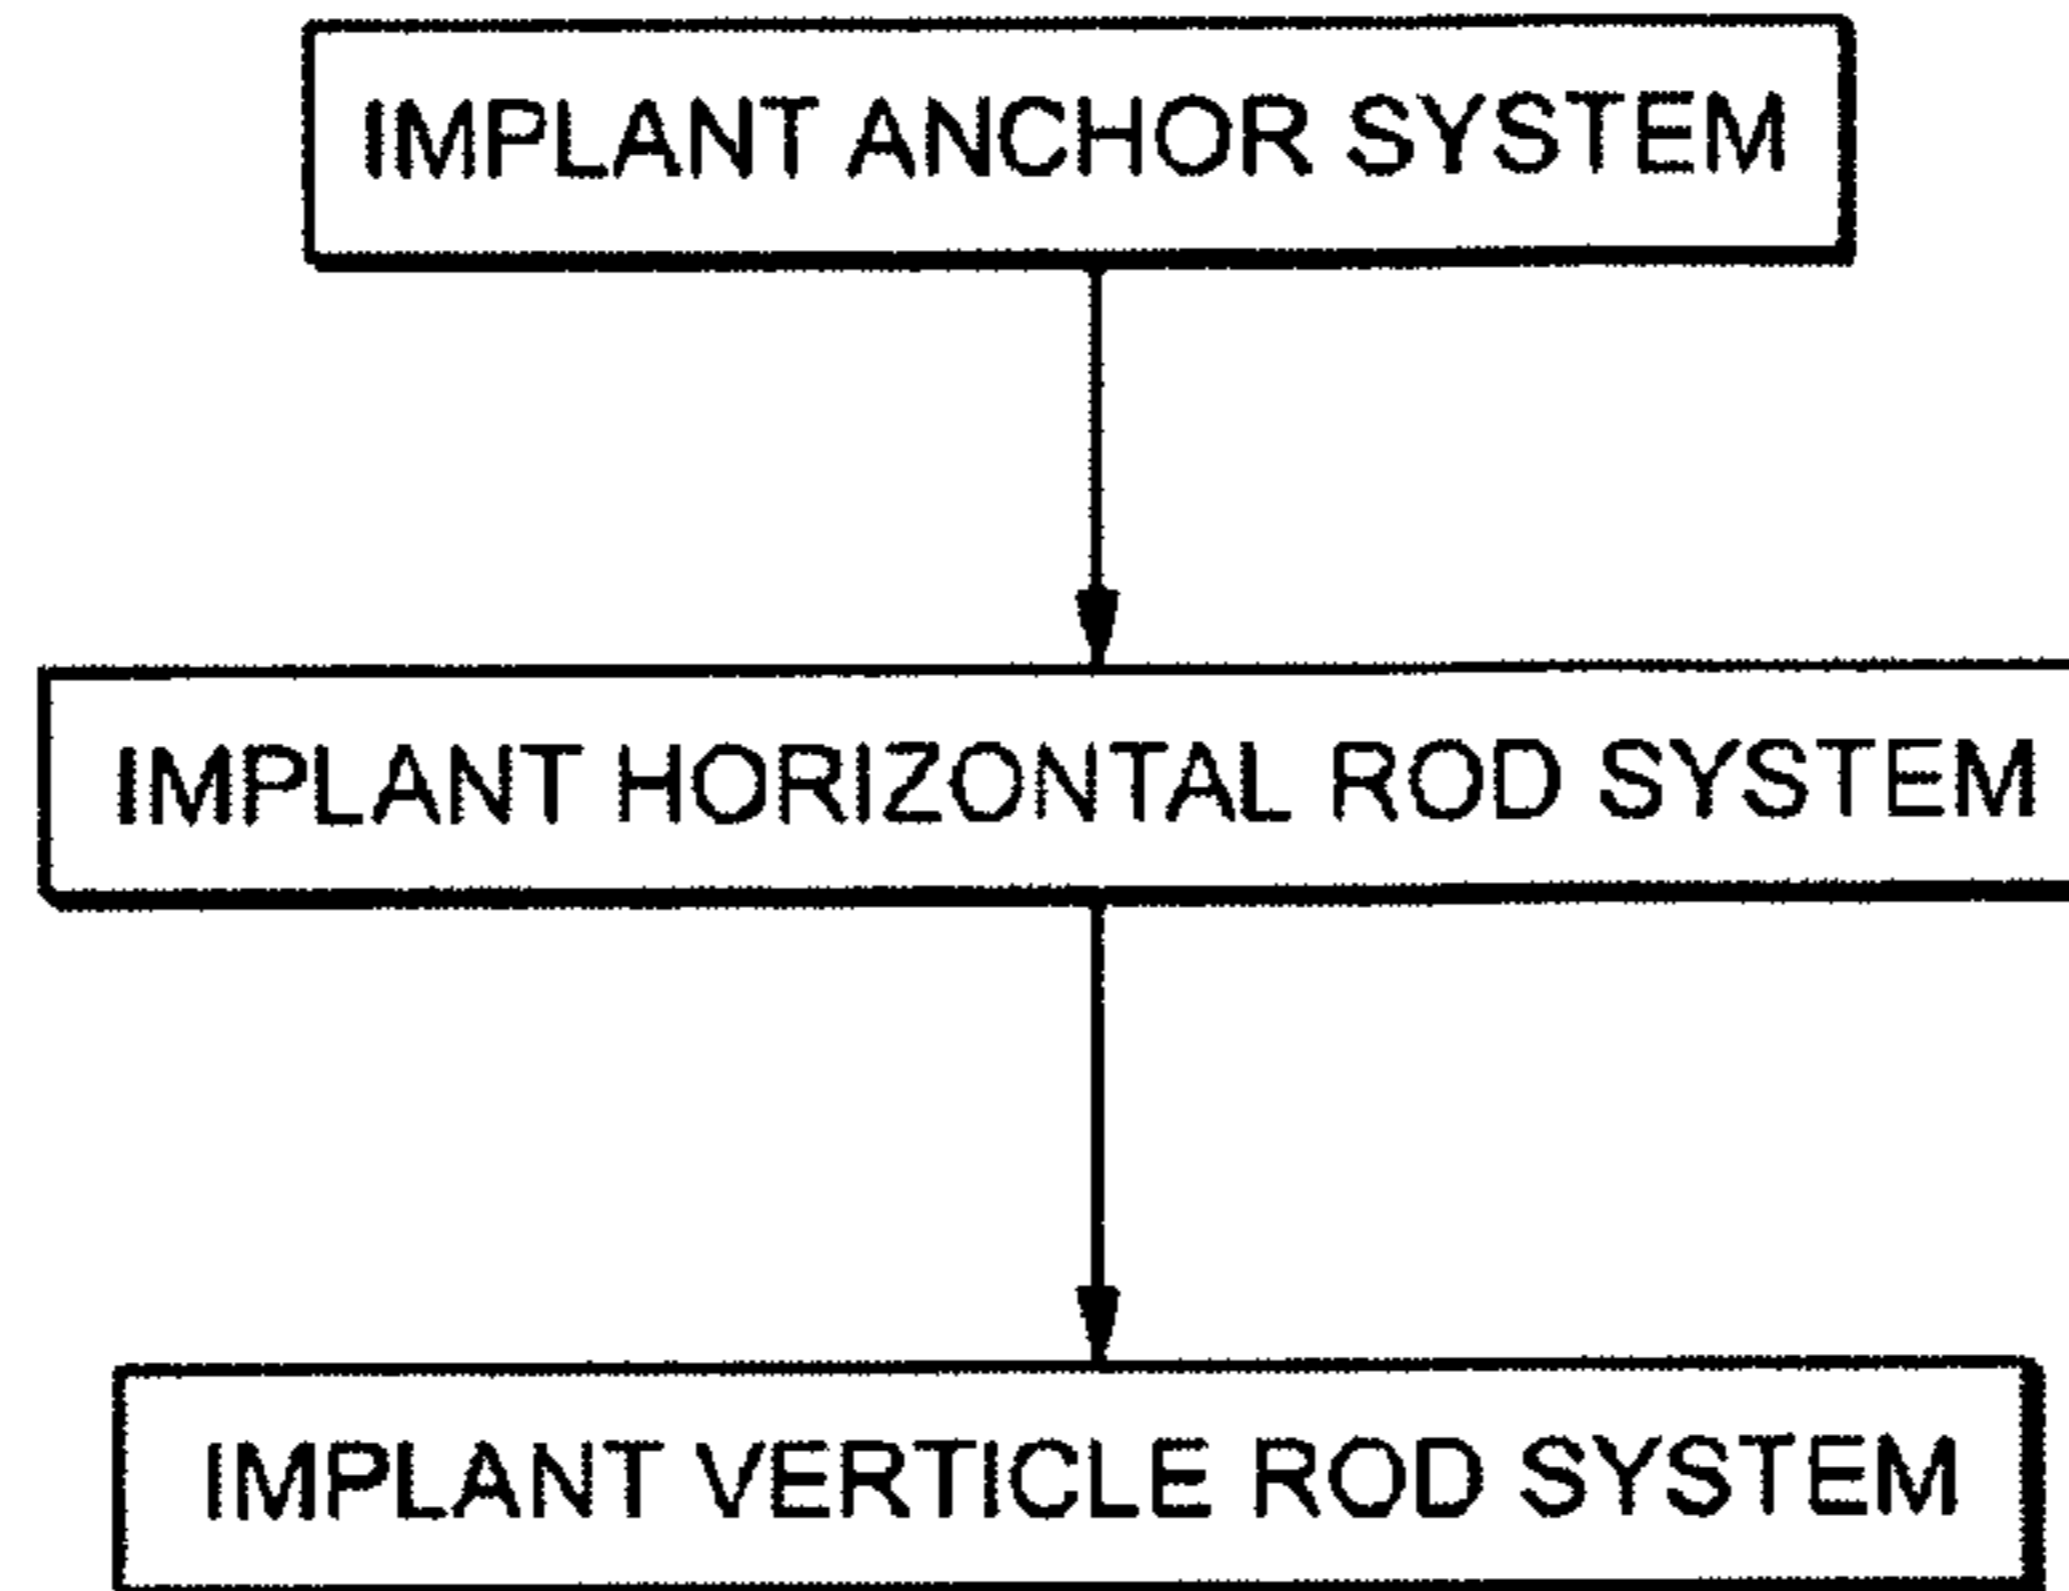 IMPLANT ANCHOR SYSTEM
IMPLANT HORIZONTAL ROD SYSTEM
IMPLANT VERTICLE ROD SYSTEM